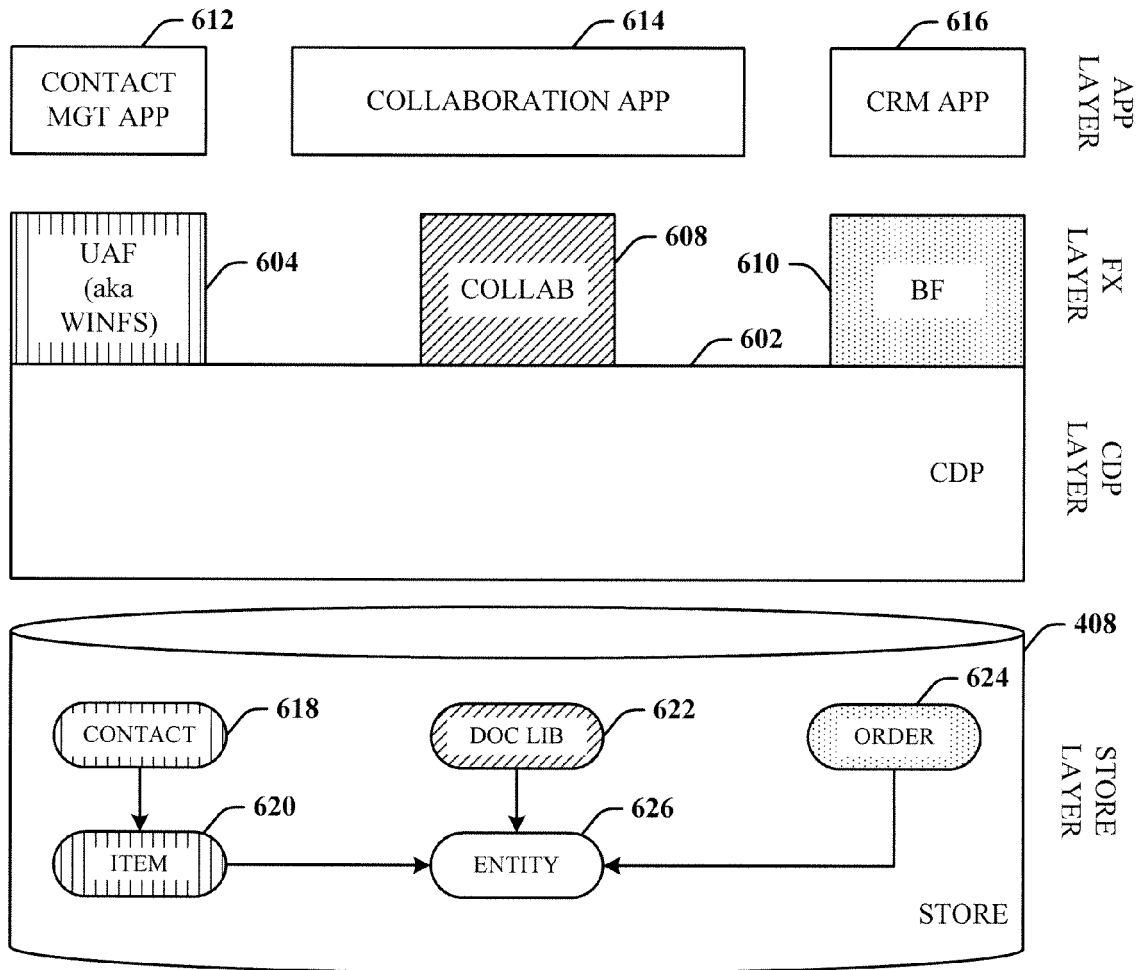 612
614
616
CONTACT
MGT APP
COLLABORATION APP
CRM APP
APP
LAYER
UAF
(aka
WINFS)
604
COLLAB
608
610
BF
FX
LAYER
602
CDP
CDP
LAYER
408
CONTACT
618
DOC LIB
622
624
ORDER
620
ITEM
626
ENTITY
STORE
STORE
LAYER